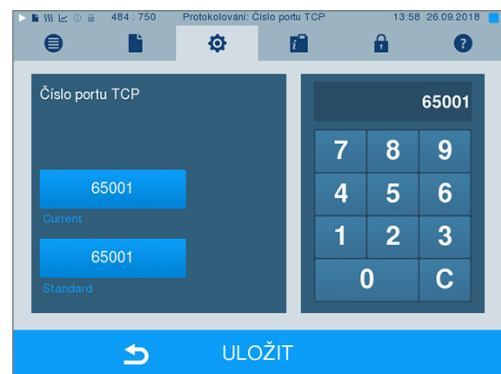 484 : 750 Protokolování: Číslo portu TCP 13:58 26.09.2018
Číslo portu TCP
65001
Current
65001
Standard
65001
7 8 9
4 5 6
1 2 3
0 C
ULOŽIT